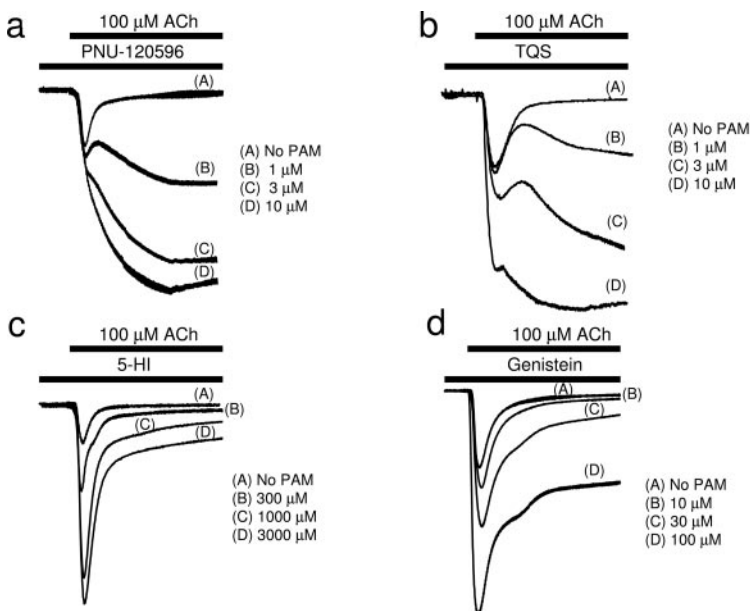 a
100 μM ACh
PNU-120596
(A)
(B)
(C)
(D)
(A) No PAM
(B) 1 μM
(C) 3 μM
(D) 10 μM
b
100 μM ACh
TQS
(A)
(B)
(C)
(D)
(A) No PAM
(B) 1 μM
(C) 3 μM
(D) 10 μM
c
100 μM ACh
5-HI
(A)
(B)
(C)
(D)
(A) No PAM
(B) 300 μM
(C) 1000 μM
(D) 3000 μM
d
100 μM ACh
Genistein
(A)
(B)
(C)
(D)
(A) No PAM
(B) 10 μM
(C) 30 μM
(D) 100 μM